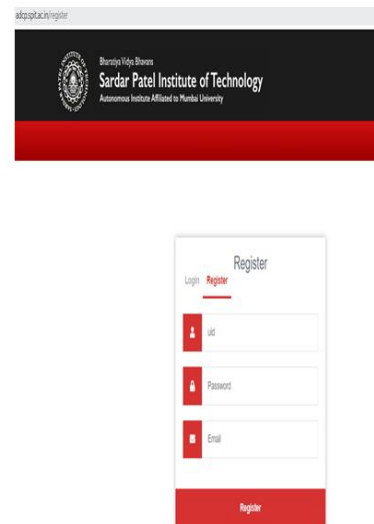 adcp.spit.ac.in/register
Bharatiya Vidya Bhavans
Sardar Patel Institute of Technology
Autonomous Institute Affiliated to Mumbai University
Register
Login Register
uid
Password
Email
Register